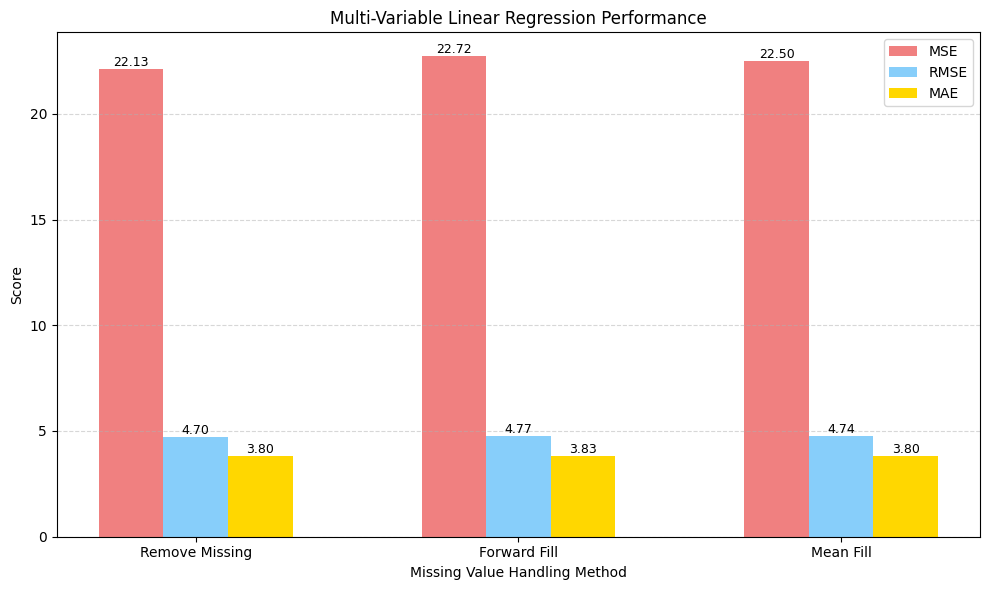 Multi-Variable Linear Regression Performance
MSE
RMSE
MAE
22.13
22.72
22.50
4.70
4.77
4.74
3.80
3.83
3.80
20
15
10
5
0
Score
Remove Missing
Forward Fill
Mean Fill
Missing Value Handling Method